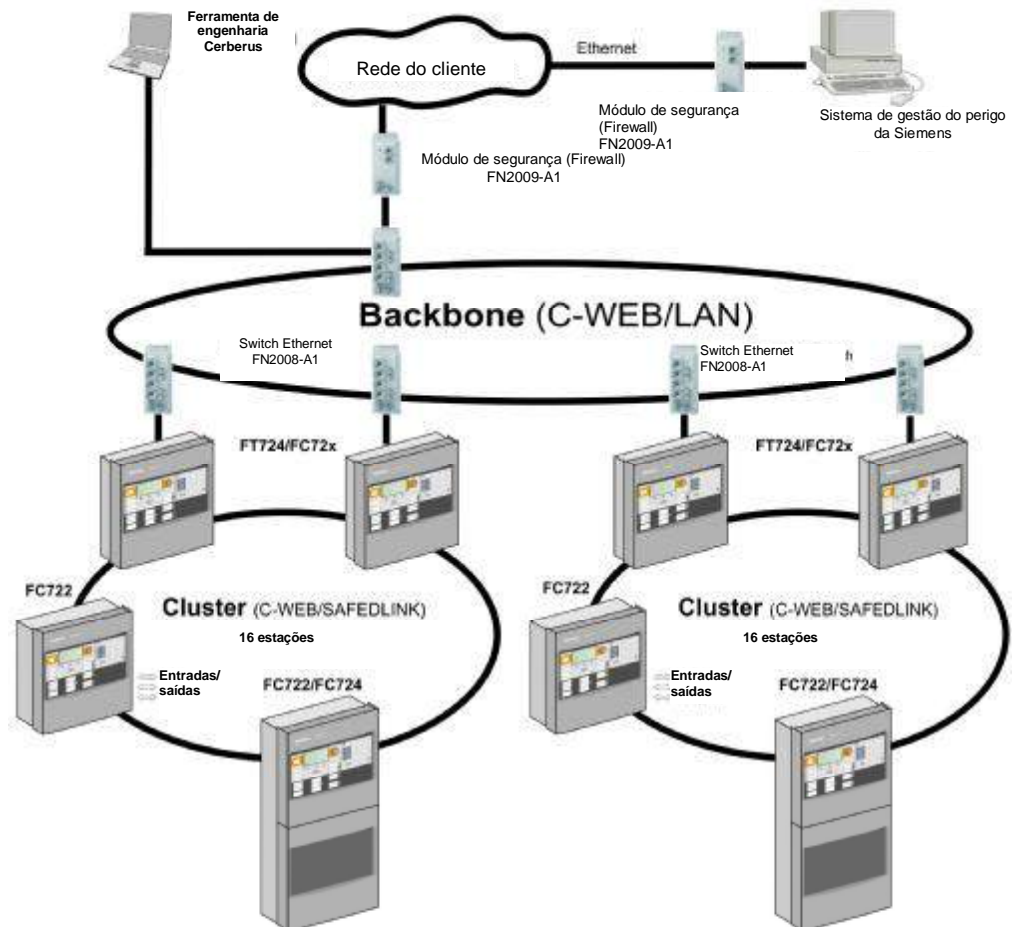 Ferramenta de
engenharia
Cerberus
Rede do cliente
Ethernet
Módulo de segurança
(Firewall)
FN2009-A1
Sistema de gestão do perigo
da Siemens
Módulo de segurança (Firewall)
FN2009-A1
Backbone (C-WEB/LAN)
Switch Ethernet
FN2008-A1
Switch Ethernet
FN2008-A1
h
FT724/FC72x
FT724/FC72x
FC722
Cluster (C-WEB/SAFEDLINK)
16 estações
Entradas/
saídas
FC722/FC724
FC722
Cluster (C-WEB/SAFEDLINK)
16 estações
Entradas/
saídas
FC722/FC724